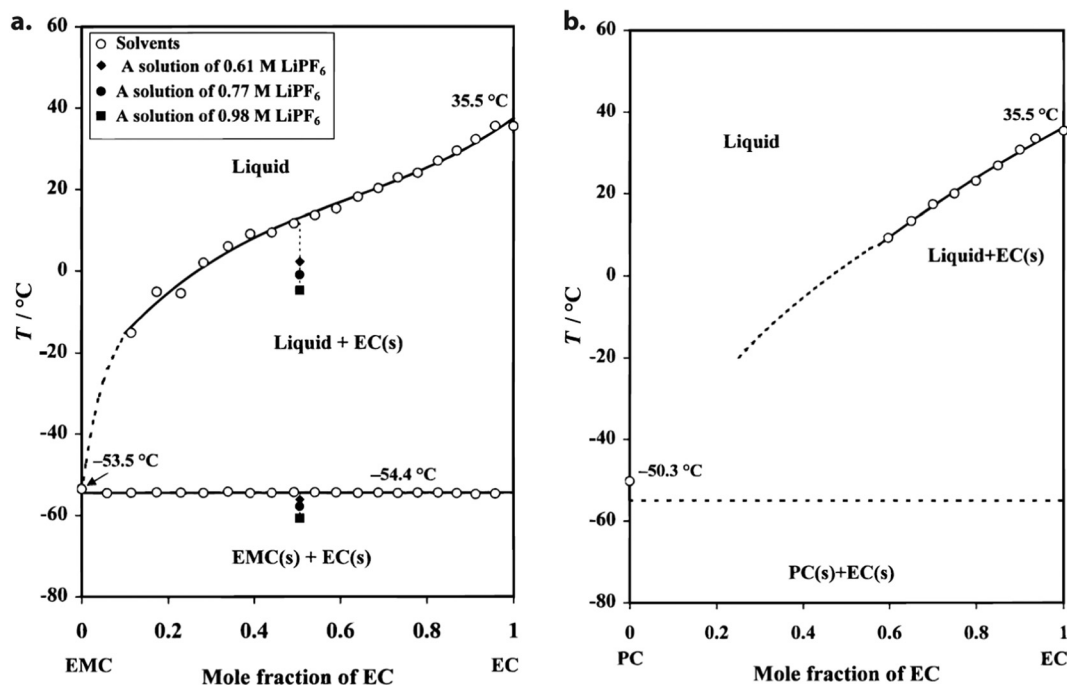 a.
60
40
20
0
-20
-40
-60
-80
T / °C
Solvents
A solution of 0.61 M LiPF6
A solution of 0.77 M LiPF6
A solution of 0.98 M LiPF6
35.5 °C
Liquid
Liquid + EC(s)
–53.5 °C
–54.4 °C
EMC(s) + EC(s)
0 0.2 0.4 0.6 0.8 1
EMC EC
Mole fraction of EC
b.
60
40
20
0
-20
-40
-60
-80
T / °C
35.5 °C
Liquid
Liquid+EC(s)
–50.3 °C
PC(s)+EC(s)
0 0.2 0.4 0.6 0.8 1
PC EC
Mole fraction of EC